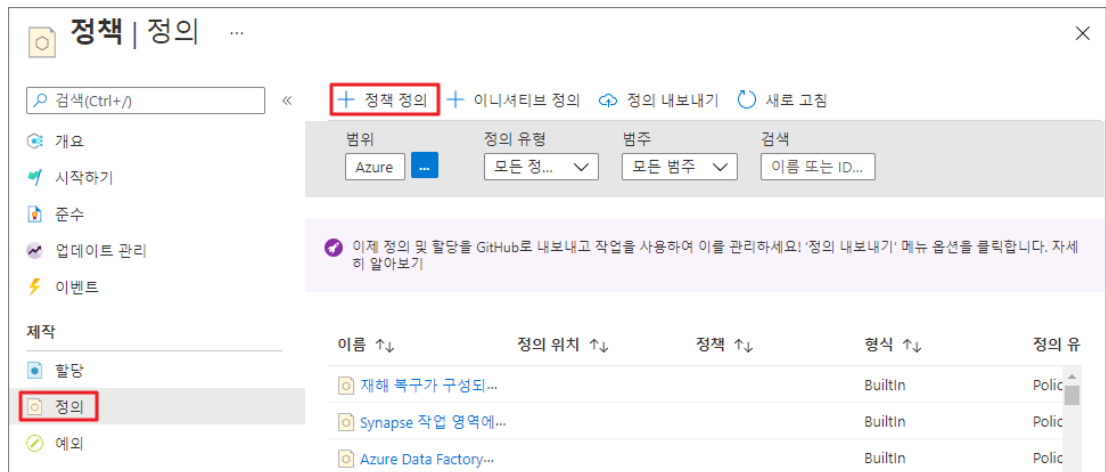 정책 | 정의 ...
검색(Ctrl+/)
개요
시작하기
준수
업데이트 관리
이벤트
제작
할당
정의
예외
정책 정의 이니셔티브 정의 정의 내보내기 새로 고침
범위 정의 유형 범주 검색
Azure ... 모든 정... 모든 범주 이름 또는 ID...
이제 정의 및 할당을 GitHub로 내보내고 작업을 사용하여 이를 관리하세요! '정의 내보내기' 메뉴 옵션을 클릭합니다. 자세
히 알아보기
이름 ↑↓ 정의 위치 ↑↓ 정책 ↑↓ 형식 ↑↓ 정의 유
재해 복구가 구성되... BuiltIn Polic
Synapse 작업 영역에... BuiltIn Polic
Azure Data Factory... BuiltIn Polic